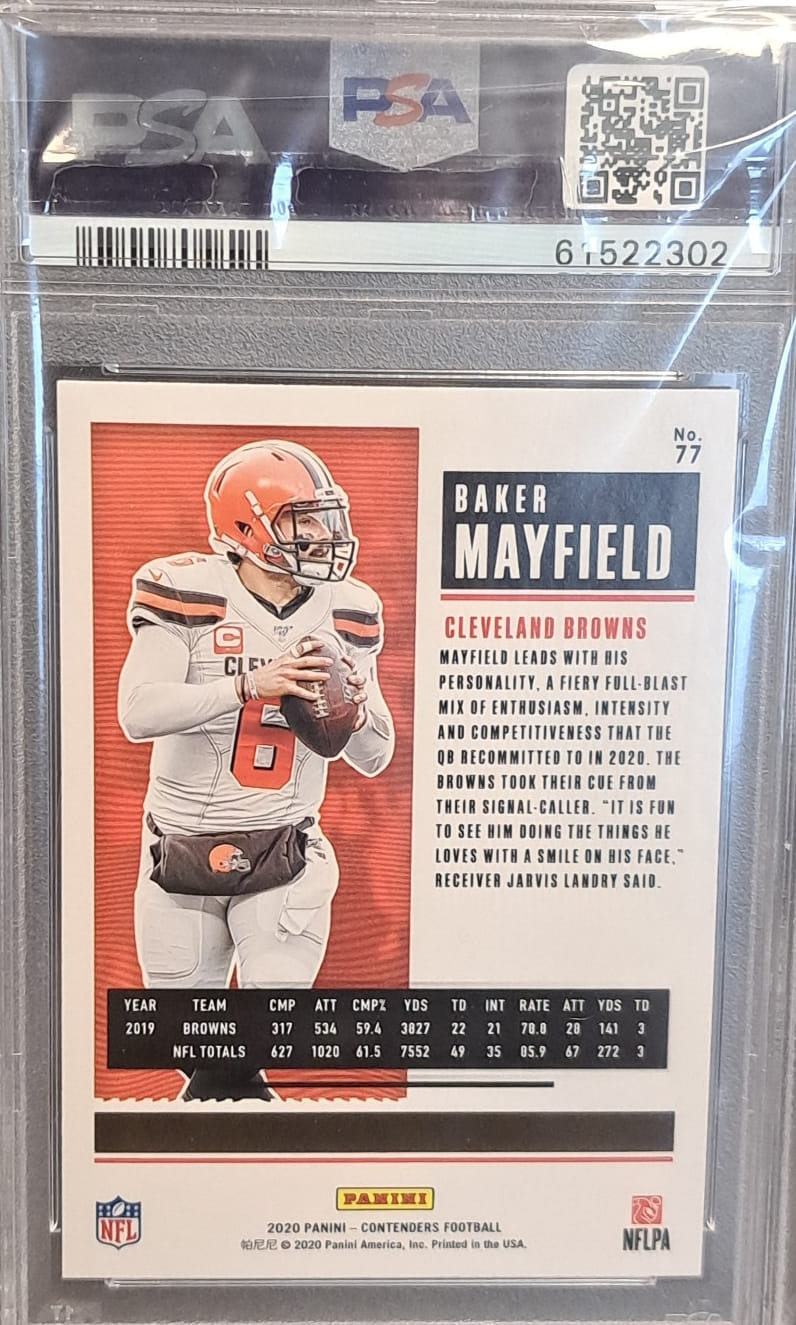 PSA
PSA
61522302
No.
77
BAKER
MAYFIELD
CLEVELAND BROWNS
MAYFIELD LEADS WITH HIS
PERSONALITY, A FIERY FULL-BLAST
MIX OF ENTHUSIASM, INTENSITY
AND COMPETITIVENESS THAT THE
QB RECOMMITTED TO IN 2020. THE
BROWNS TOOK THEIR CUE FROM
THEIR SIGNAL-CALLER. “IT IS FUN
TO SEE HIM DOING THE THINGS HE
LOVES WITH A SMILE ON HIS FACE,”
RECEIVER JARVIS LANDRY SAID.
6
C
CLEV
6
YEAR TEAM CMP ATT CMP% YDS TD INT RATE ATT YDS TD
2019 BROWNS 317 534 59.4 3827 22 21 78.8 28 141 3
NFL TOTALS 627 1020 61.5 7552 49 35 85.9 67 272 3
PANINI
NFL
2020 PANINI – CONTENDERS FOOTBALL
帕尼尼 © 2020 Panini America, Inc. Printed in the USA.
NFLPA